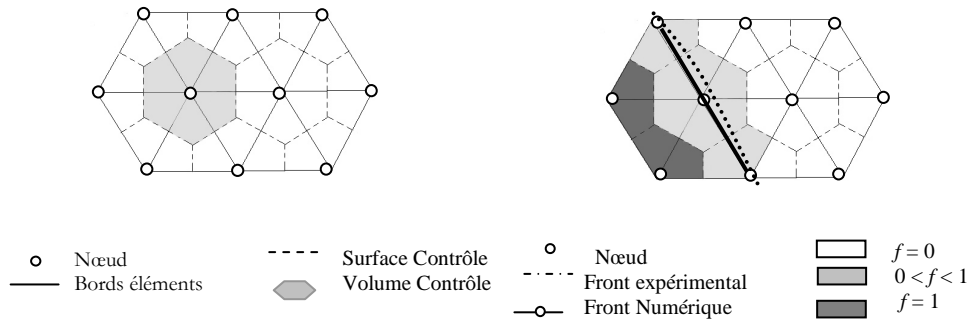 Nœud
Bords éléments
Surface Contrôle
Volume Contrôle
Nœud
Front expérimental
Front Numérique
f = 0
0 < f < 1
f = 1